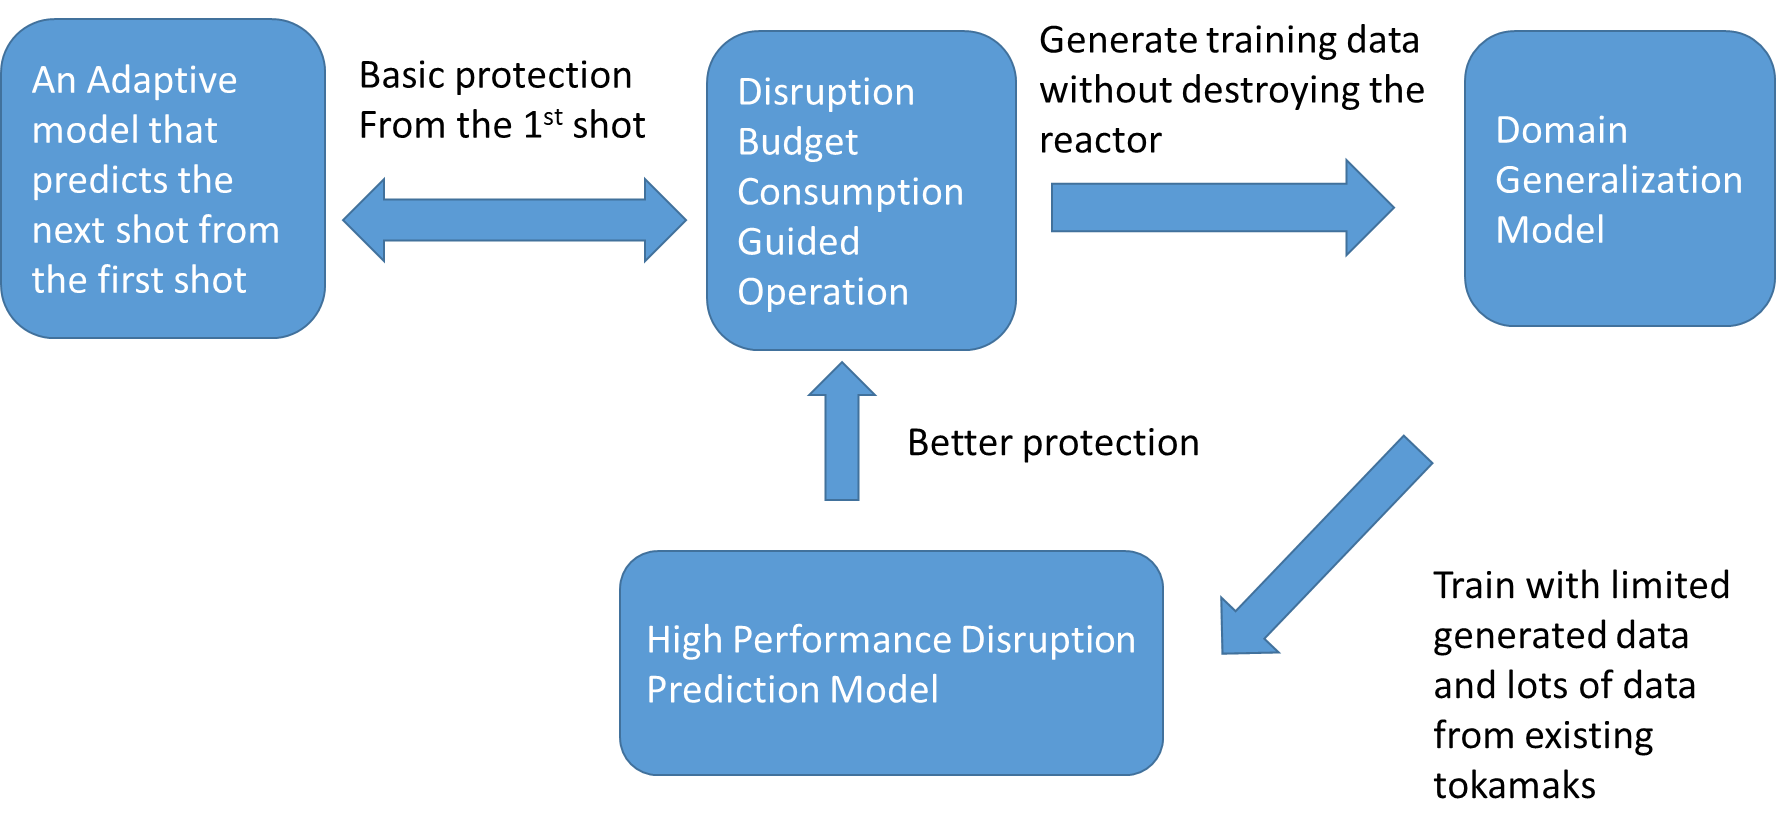 An Adaptive
model that
predicts the
next shot from
the first shot
Basic protection
From the 1st shot
Disruption
Budget
Consumption
Guided
Operation
Generate training data
without destroying the
reactor
Domain
Generalization
Model
Better protection
High Performance Disruption
Prediction Model
Train with limited
generated data
and lots of data
from existing
tokamaks